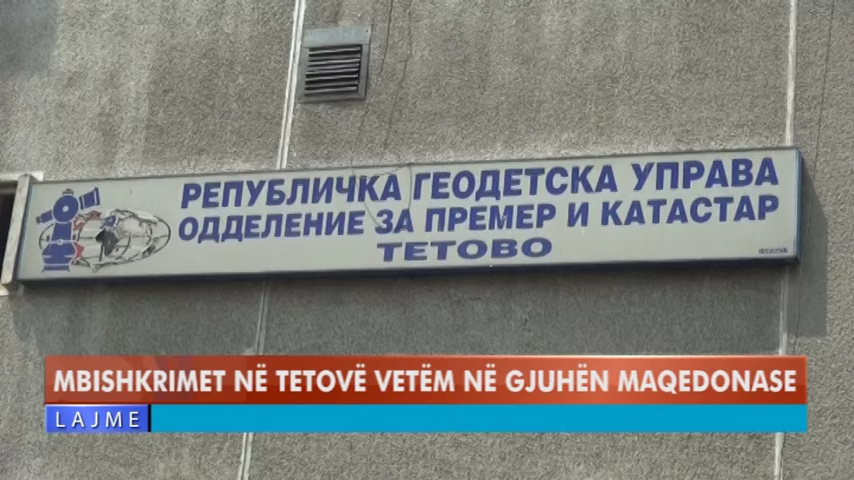 РЕПУБЛИЧКА ГЕОДЕТСКА УПРАВА
ОДДЕЛЕНИЕ ЗА ПРЕМЕР И КАТАСТАР
ТЕТОВО
MBISHKRIMET NË TETOVË VETËM NË GJUHËN MAQEDONASE
LAJME